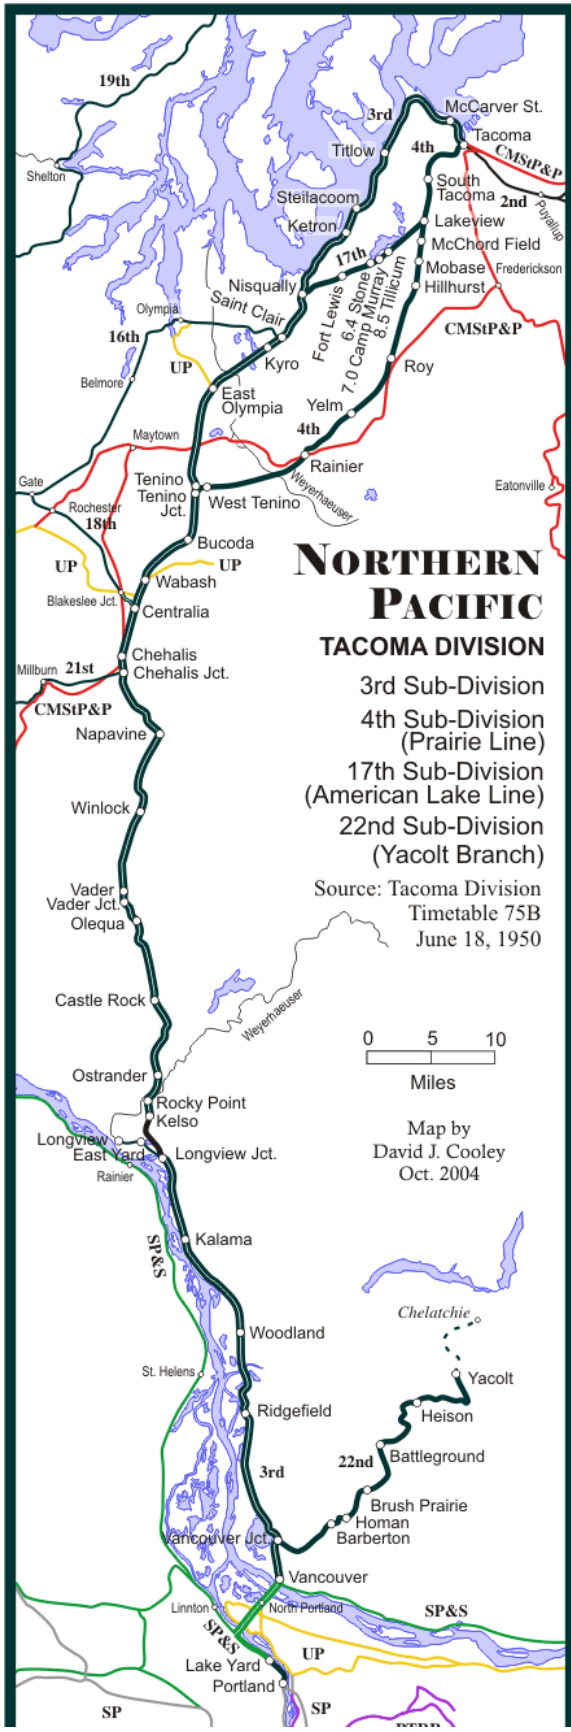 19th
McCarver St.
3rd
Tacoma
4th
Titlow
CMStP&P
Shelton
South
Tacoma
2nd
Puyallup
Steilacoom
Lakeview
Ketron
McChord Field
17th
Mobase
Frederickson
Nisqually
Hillhurst
Saint Clair
Fort Lewis
6.4 Stone
7.0 Camp Murray
8.5 Tillicum
Olympia
16th
CMStP&P
Kyro
UP
Roy
Belmore
East
Olympia
Yelm
4th
Maytown
Rainier
Weyerhaeuser
Gate
Tenino
Tenino
Jct.
West Tenino
Eatonville
Rochester
18th
Bucoda
UP
UP
Wabash
Blakeslee Jct.
Centralia
NORTHERN
PACIFIC
TACOMA DIVISION
3rd Sub-Division
4th Sub-Division
(Prairie Line)
17th Sub-Division
(American Lake Line)
22nd Sub-Division
(Yacolt Branch)
Source: Tacoma Division
Timetable 75B
June 18, 1950
Chehalis
Millburn
21st
Chehalis Jct.
CMStP&P
Napavine
Winlock
Vader
Vader Jct.
Olequa
Castle Rock
Weyerhaeuser
0 5 10
Miles
Map by
David J. Cooley
Oct. 2004
Ostrander
Rocky Point
Kelso
Longview
East Yard
Longview Jct.
Rainier
SP&S
Kalama
Chelatchie
Woodland
St. Helens
Yacolt
Ridgefield
Heison
22nd
Battleground
3rd
Brush Prairie
Homan
Barberton
Vancouver Jct.
Vancouver
Linnton
North Portland
SP&S
SP&S
UP
Lake Yard
Portland
SP
SP